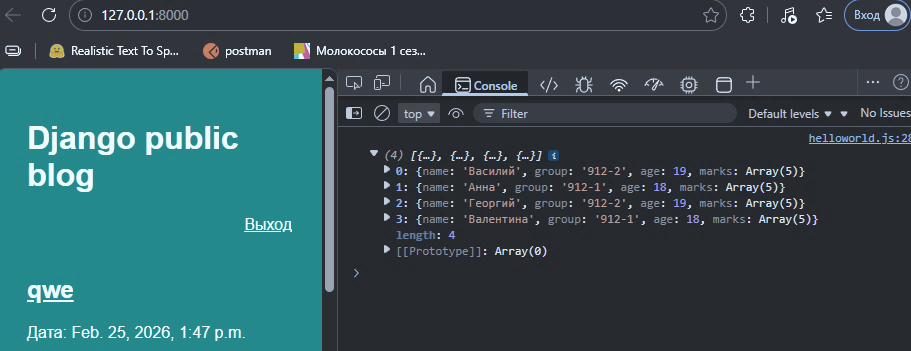 127.0.0.1:8000
Вход
Realistic Text To Sp...
postman
Молокососы 1 сез...
Console
top
Filter
Default levels
No Issues
helloworld.js:28
(4) [{…}, {…}, {…}, {…}]
0: {name: 'Василий', group: '912-2', age: 19, marks: Array(5)}
1: {name: 'Анна', group: '912-1', age: 18, marks: Array(5)}
2: {name: 'Георгий', group: '912-2', age: 19, marks: Array(5)}
3: {name: 'Валентина', group: '912-1', age: 18, marks: Array(5)}
length: 4
[[Prototype]]: Array(0)
Django public
blog
Выход
qwe
Дата: Feb. 25, 2026, 1:47 p.m.